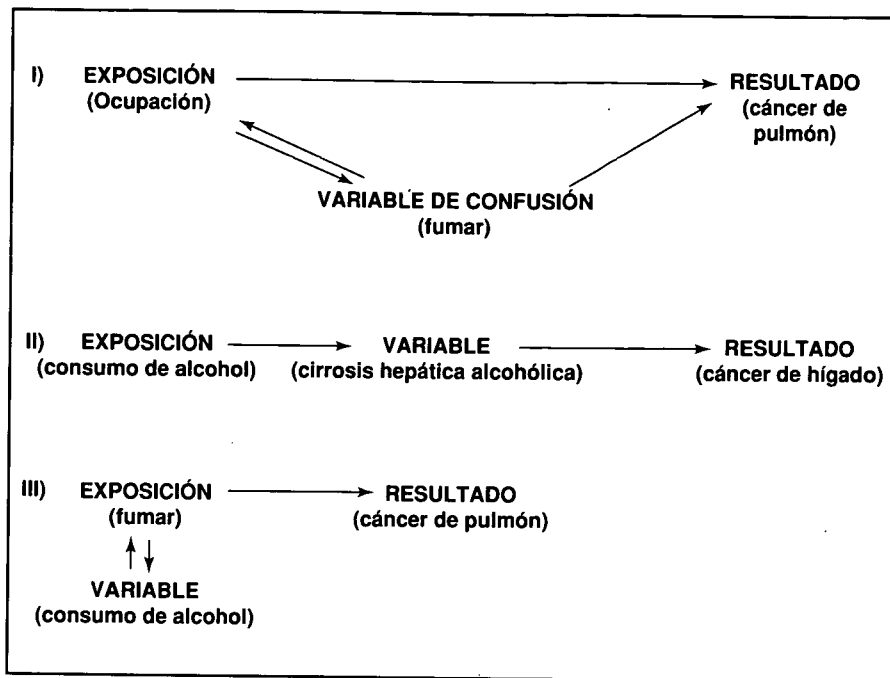 I) EXPOSICIÓN
(Ocupación)
RESULTADO
(cáncer de
pulmón)
VARIABLE DE CONFUSIÓN
(fumar)
II) EXPOSICIÓN
(consumo de alcohol)
VARIABLE
(cirrosis hepática alcohólica)
RESULTADO
(cáncer de hígado)
III) EXPOSICIÓN
(fumar)
RESULTADO
(cáncer de pulmón)
VARIABLE
(consumo de alcohol)